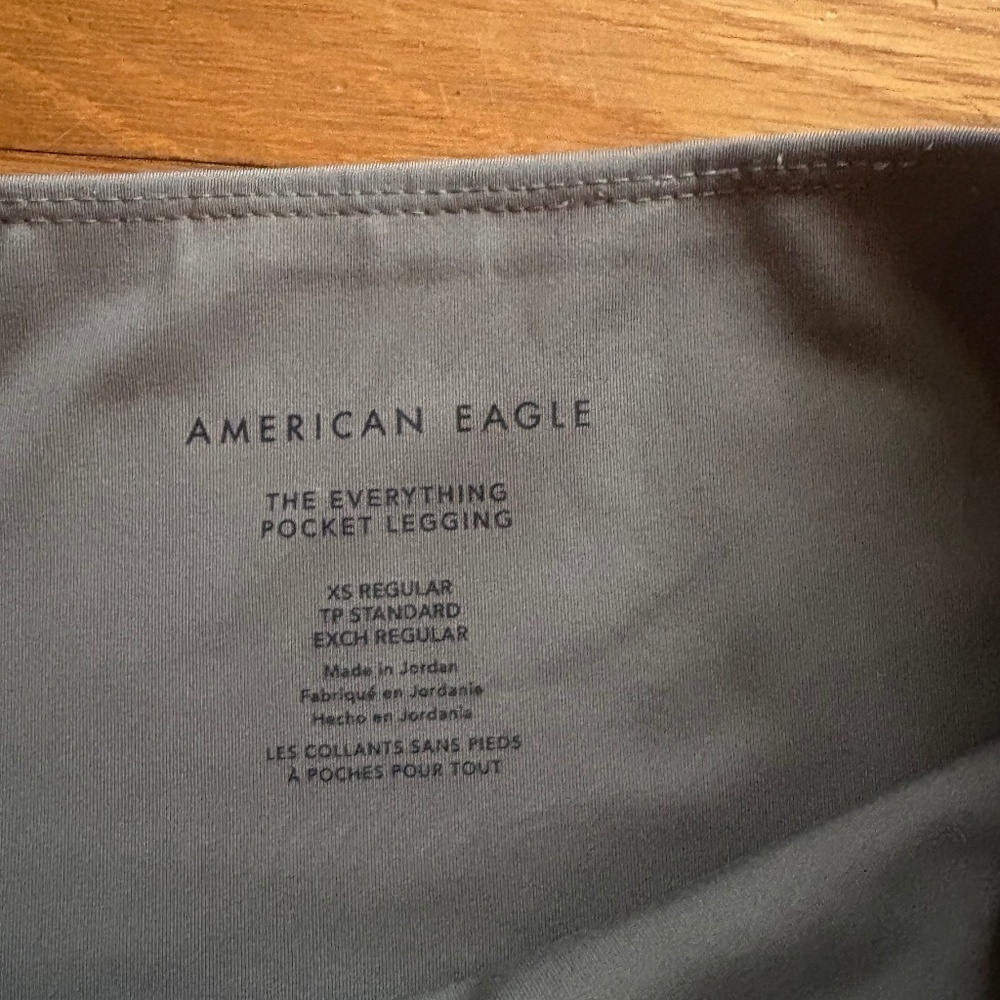 AMERICAN EAGLE
THE EVERYTHING
POCKET LEGGING
XS REGULAR
TP STANDARD
EXCH REGULAR
Made in Jordan
Fabriqué en Jordanie
Hecho en Jordania
LES COLLANTS SANS PIEDS
À POCHES POUR TOUT